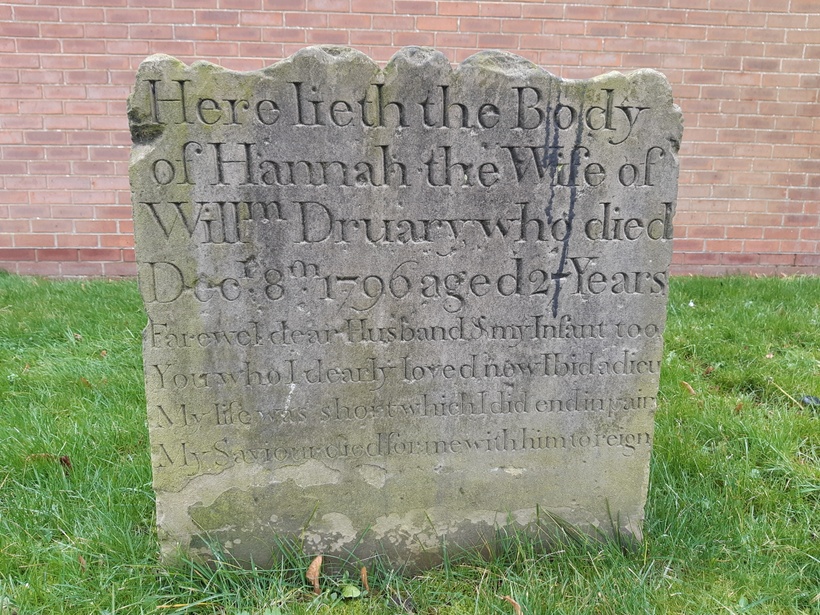 Here lieth the Body
of Hannah the Wife of
Willᵐ Druary who died
Decʳ. 8ᵗʰ 1796 aged 27 Years
Farewel dear Husband & my Infant too
You who I dearly loved now I bid adieu
My life was short which I did end in pain
My Saviour died for me with him to reign